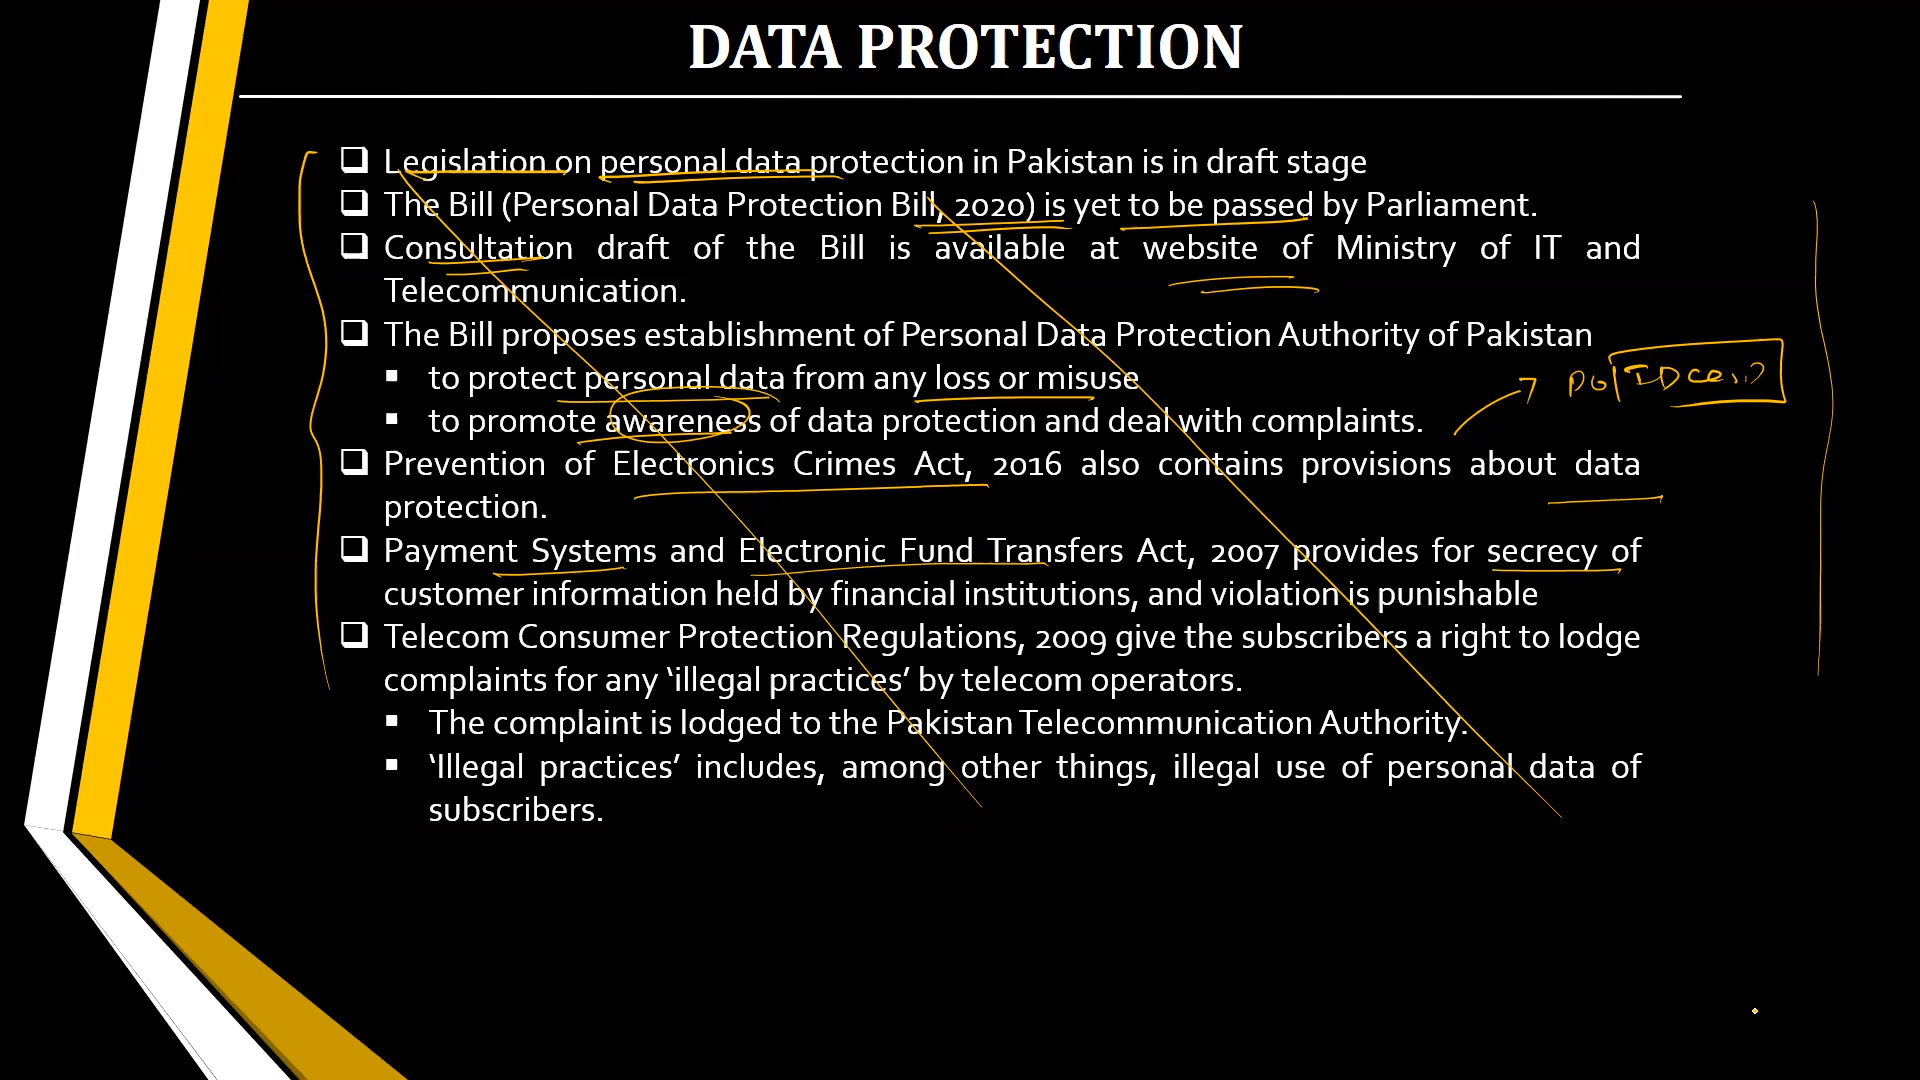 DATA PROTECTION
❑ Legislation on personal data protection in Pakistan is in draft stage
❑ The Bill (Personal Data Protection Bill, 2020) is yet to be passed by Parliament.
❑ Consultation draft of the Bill is available at website of Ministry of IT and
Telecommunication.
❑ The Bill proposes establishment of Personal Data Protection Authority of Pakistan
▪ to protect personal data from any loss or misuse
▪ to promote awareness of data protection and deal with complaints.
❑ Prevention of Electronics Crimes Act, 2016 also contains provisions about data
protection.
❑ Payment Systems and Electronic Fund Transfers Act, 2007 provides for secrecy of
customer information held by financial institutions, and violation is punishable
❑ Telecom Consumer Protection Regulations, 2009 give the subscribers a right to lodge
complaints for any ‘illegal practices’ by telecom operators.
▪ The complaint is lodged to the Pakistan Telecommunication Authority.
▪ ‘Illegal practices’ includes, among other things, illegal use of personal data of
subscribers.